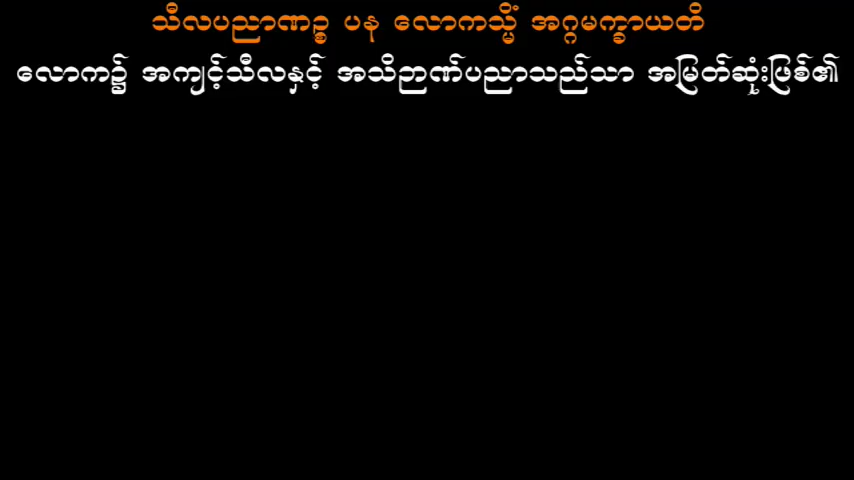 သီလပညာဏဉ္စ ပန လောကသ္မိံ အဂ္ဂမက္ခာယတိ
လောက၌ အကျင့်သီလနှင့် အသိဉာဏ်ပညာသည်သာ အမြတ်ဆုံးဖြစ်၏